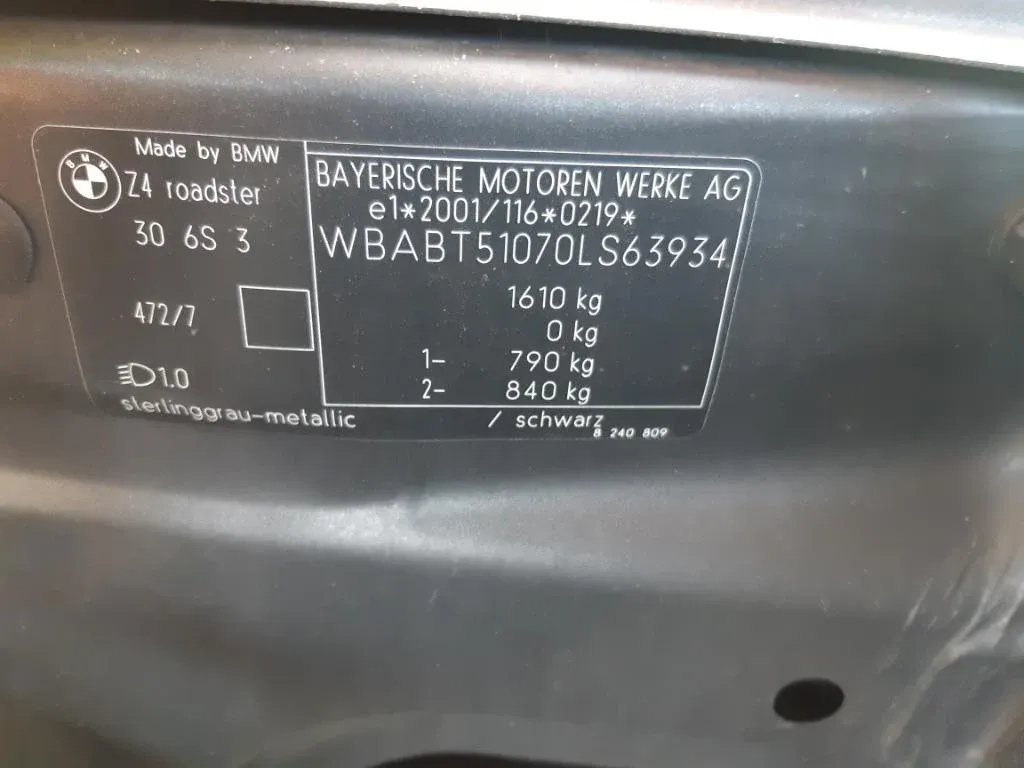 BMW
Made by BMW
Z4 roadster
30 6S 3
472/7
1.0
sterlinggrau-metallic / schwarz
BAYERISCHE MOTOREN WERKE AG
e1*2001/116*0219*
WBABT51070LS63934
1610 kg
0 kg
1- 790 kg
2- 840 kg
8 240 809